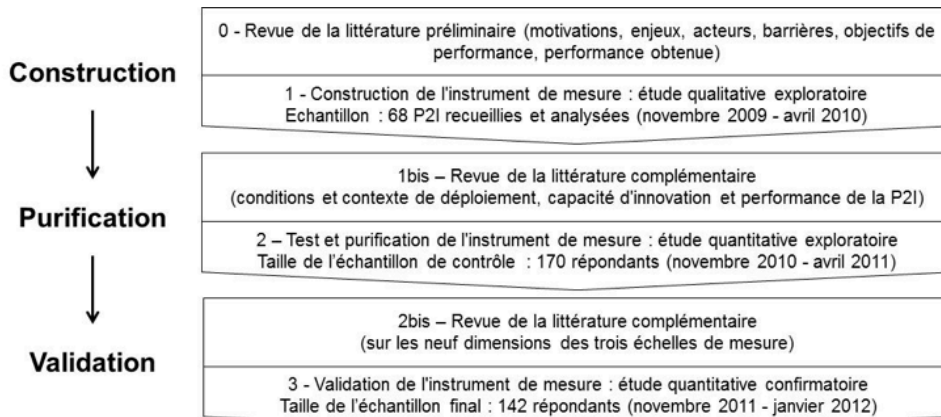 0 - Revue de la littérature préliminaire (motivations, enjeux, acteurs, barrières, objectifs de
performance, performance obtenue)
Construction
1 - Construction de l'instrument de mesure : étude qualitative exploratoire
Echantillon : 68 P2I recueillies et analysées (novembre 2009 - avril 2010)
1bis – Revue de la littérature complémentaire
(conditions et contexte de déploiement, capacité d'innovation et performance de la P2I)
Purification
2 – Test et purification de l'instrument de mesure : étude quantitative exploratoire
Taille de l'échantillon de contrôle : 170 répondants (novembre 2010 - avril 2011)
2bis – Revue de la littérature complémentaire
(sur les neuf dimensions des trois échelles de mesure)
Validation
3 - Validation de l'instrument de mesure : étude quantitative confirmatoire
Taille de l'échantillon final : 142 répondants (novembre 2011 - janvier 2012)